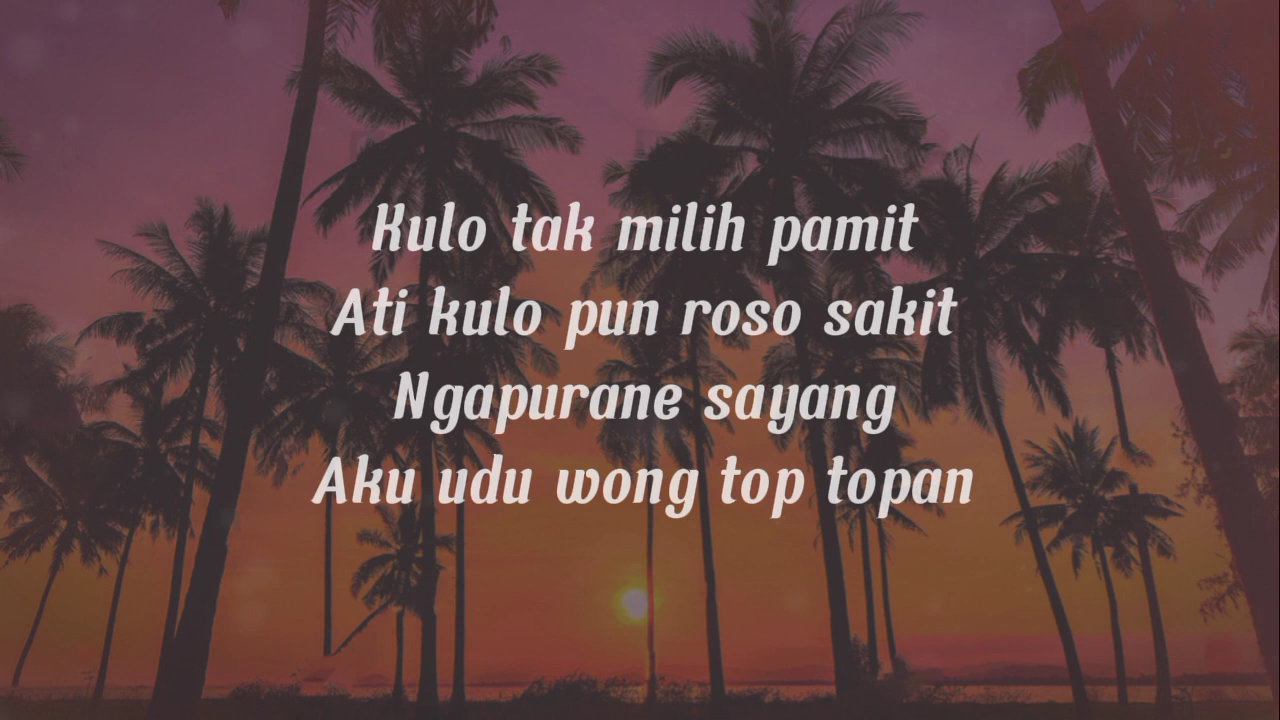 Kulo tak milih pamit
Ati kulo pun roso sakit
Ngapurane sayang
Aku udu wong top topan